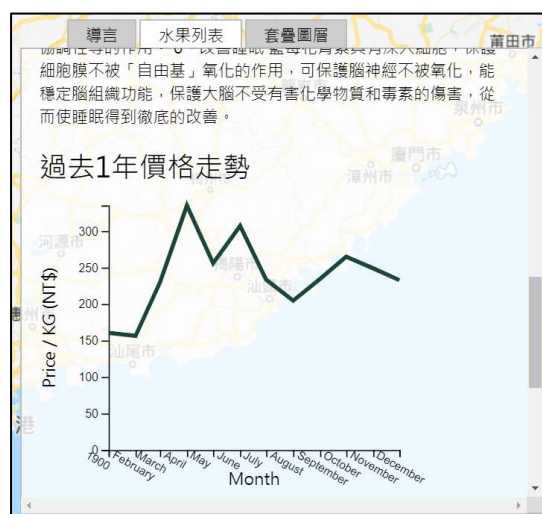 導言
水果列表
套疊圖層
莆田市
細胞膜不被「自由基」氧化的作用，可保護腦神經不被氧化，能
穩定腦組織功能，保護大腦不受有害化學物質和毒素的傷害，從
而使睡眠得到徹底的改善。
泉州市
過去1年價格走勢
廈門市
漳州市
河源市
揭陽市
汕尾市
港
Price / KG (NT$)
300
250
200
150
100
50
0
1900
February
March
April
May
June
July
August
September
October
November
December
Month